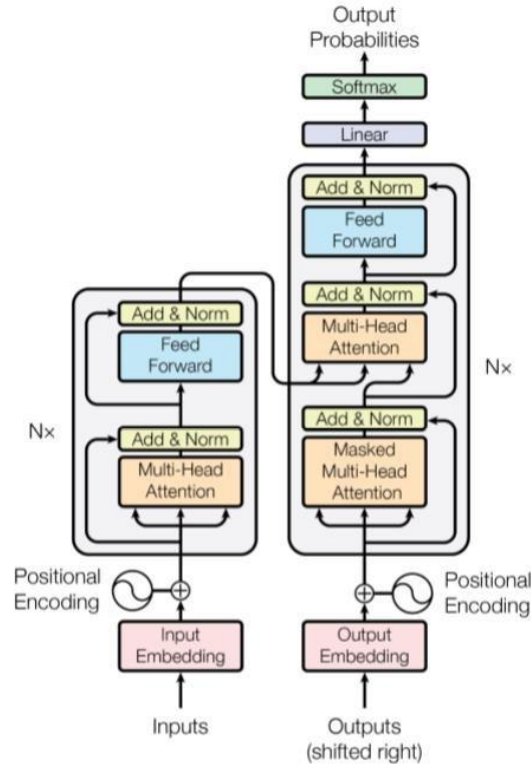 Output
Probabilities
Softmax
Linear
Add & Norm
Feed
Forward
Add & Norm
Multi-Head
Attention
Add & Norm
Masked
Multi-Head
Attention
N×
Add & Norm
Feed
Forward
Add & Norm
Multi-Head
Attention
N×
Positional
Encoding
Positional
Encoding
Input
Embedding
Output
Embedding
Inputs
Outputs
(shifted right)